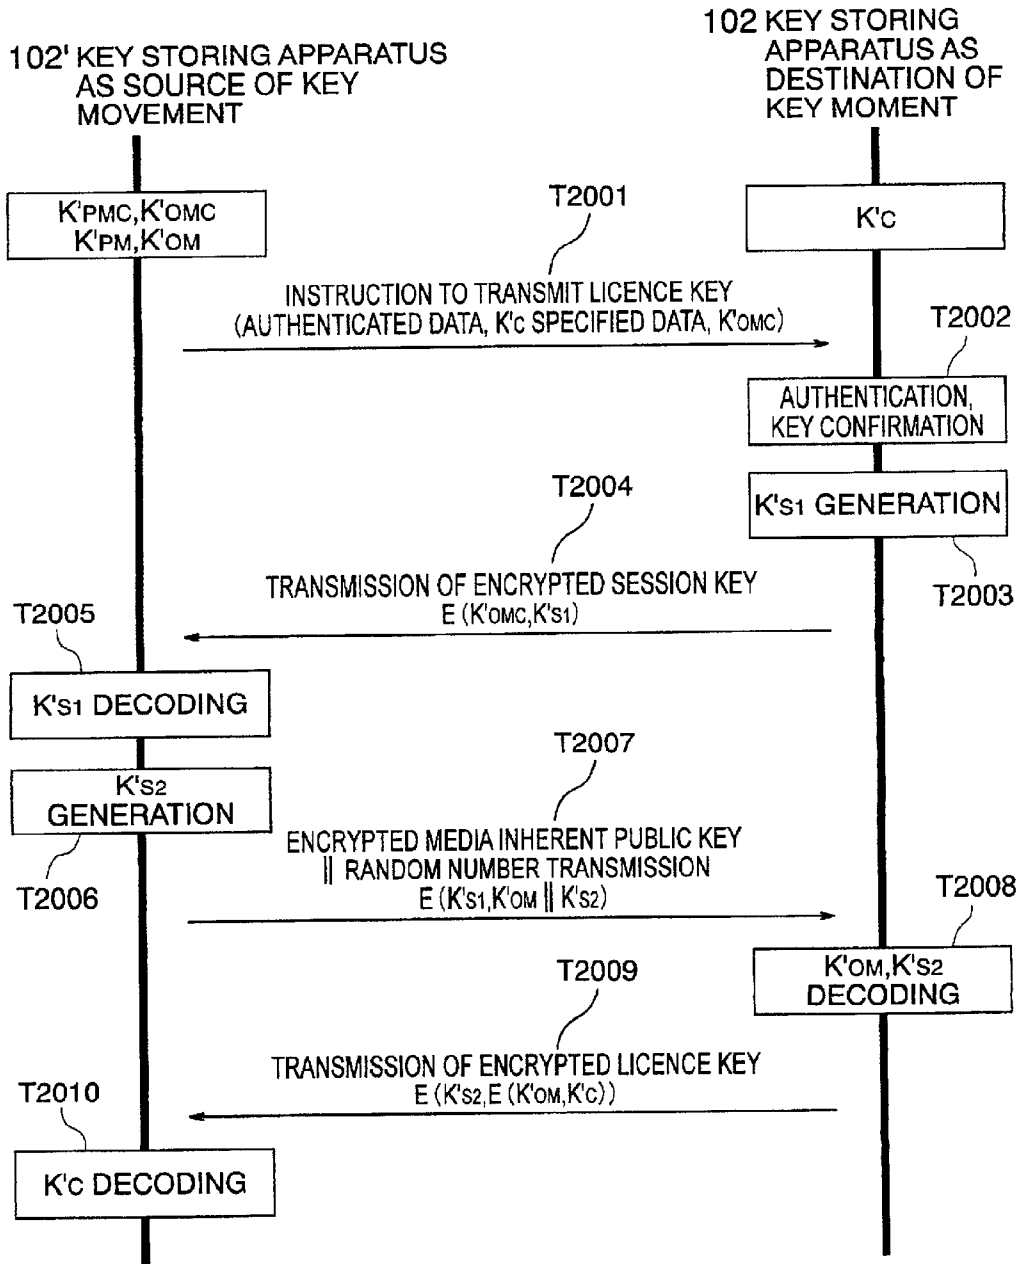 102' KEY STORING APPARATUS
AS SOURCE OF KEY
MOVEMENT
102 KEY STORING
APPARATUS AS
DESTINATION OF
KEY MOMENT
K'PMC,K'OMC
K'PM,K'OM
K'C
T2001
INSTRUCTION TO TRANSMIT LICENCE KEY
(AUTHENTICATED DATA, K'C SPECIFIED DATA, K'OMC)
T2002
AUTHENTICATION,
KEY CONFIRMATION
K'S1 GENERATION
T2003
T2004
TRANSMISSION OF ENCRYPTED SESSION KEY
E (K'OMC,K'S1)
T2005
K'S1 DECODING
K'S2
GENERATION
T2006
T2007
ENCRYPTED MEDIA INHERENT PUBLIC KEY
|| RANDOM NUMBER TRANSMISSION
E (K'S1,K'OM || K'S2)
T2008
K'OM,K'S2
DECODING
T2009
TRANSMISSION OF ENCRYPTED LICENCE KEY
E (K'S2,E (K'OM,K'C))
T2010
K'C DECODING